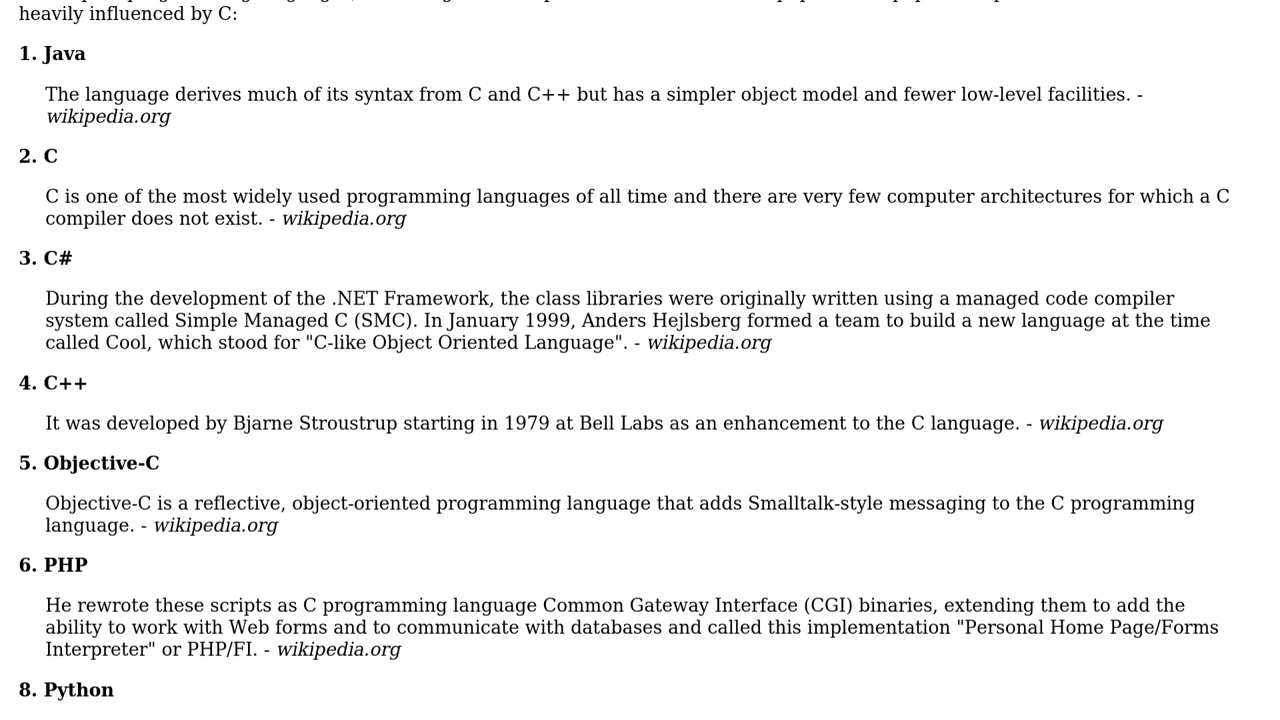 heavily influenced by C:
1. Java
The language derives much of its syntax from C and C++ but has a simpler object model and fewer low-level facilities. -
wikipedia.org
2. C
C is one of the most widely used programming languages of all time and there are very few computer architectures for which a C
compiler does not exist. - wikipedia.org
3. C#
During the development of the .NET Framework, the class libraries were originally written using a managed code compiler
system called Simple Managed C (SMC). In January 1999, Anders Hejlsberg formed a team to build a new language at the time
called Cool, which stood for "C-like Object Oriented Language". - wikipedia.org
4. C++
It was developed by Bjarne Stroustrup starting in 1979 at Bell Labs as an enhancement to the C language. - wikipedia.org
5. Objective-C
Objective-C is a reflective, object-oriented programming language that adds Smalltalk-style messaging to the C programming
language. - wikipedia.org
6. PHP
He rewrote these scripts as C programming language Common Gateway Interface (CGI) binaries, extending them to add the
ability to work with Web forms and to communicate with databases and called this implementation "Personal Home Page/Forms
Interpreter" or PHP/FI. - wikipedia.org
8. Python